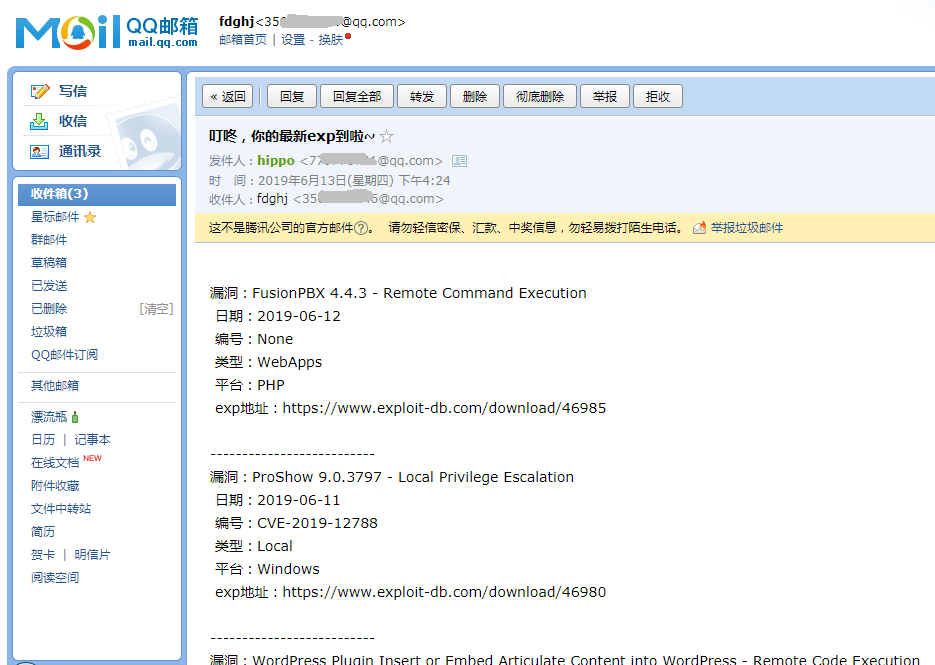 Mail QQ邮箱
mail.qq.com
fdghj<35 @qq.com>
邮箱首页 | 设置 - 换肤
写信
收信
通讯录
收件箱(3)
星标邮件
群邮件
草稿箱
已发送
已删除 [清空]
垃圾箱
QQ邮件订阅
其他邮箱
漂流瓶
日历 | 记事本
在线文档 NEW
附件收藏
文件中转站
简历
贺卡 | 明信片
阅读空间
« 返回 回复 回复全部 转发 删除 彻底删除 举报 拒收
叮咚，你的最新exp到啦~ ☆
发件人：hippo <77 1@qq.com>
时 间：2019年6月13日(星期四) 下午4:24
收件人：fdghj <35 6@qq.com>
这不是腾讯公司的官方邮件?。 请勿轻信密保、汇款、中奖信息，勿轻易拨打陌生电话。 举报垃圾邮件
漏洞：FusionPBX 4.4.3 - Remote Command Execution
日期：2019-06-12
编号：None
类型：WebApps
平台：PHP
exp地址：https://www.exploit-db.com/download/46985
--------------------------
漏洞：ProShow 9.0.3797 - Local Privilege Escalation
日期：2019-06-11
编号：CVE-2019-12788
类型：Local
平台：Windows
exp地址：https://www.exploit-db.com/download/46980
--------------------------
漏洞：WordPress Plugin Insert or Embed Articulate Content into WordPress - Remote Code Execution